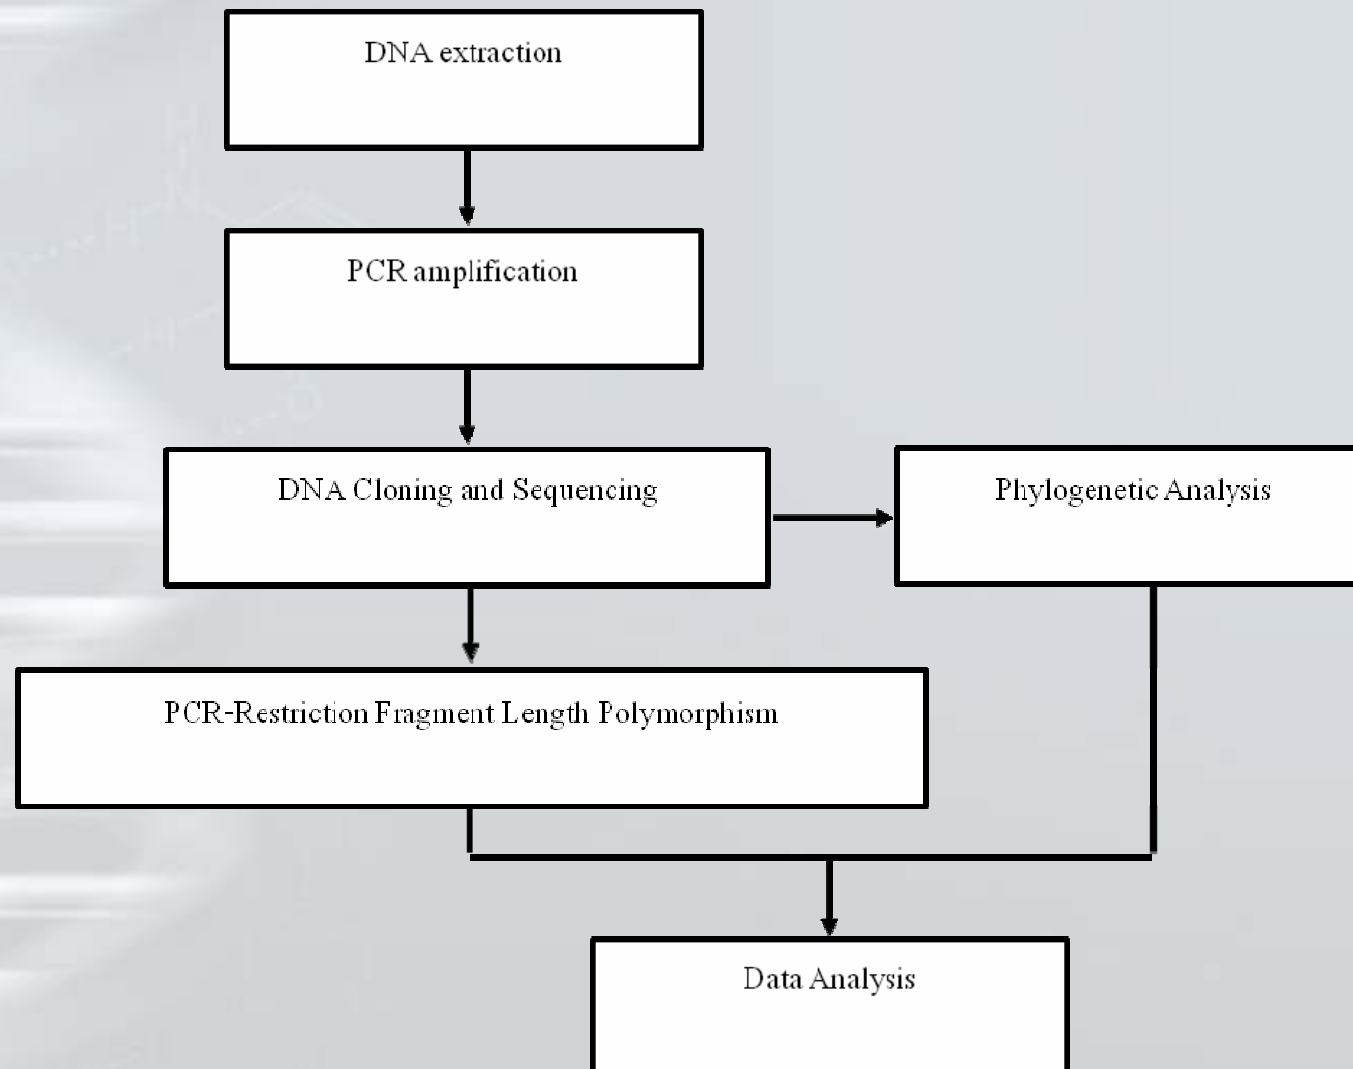 DNA extraction
PCR amplification
DNA Cloning and Sequencing
Phylogenetic Analysis
PCR-Restriction Fragment Length Polymorphism
Data Analysis